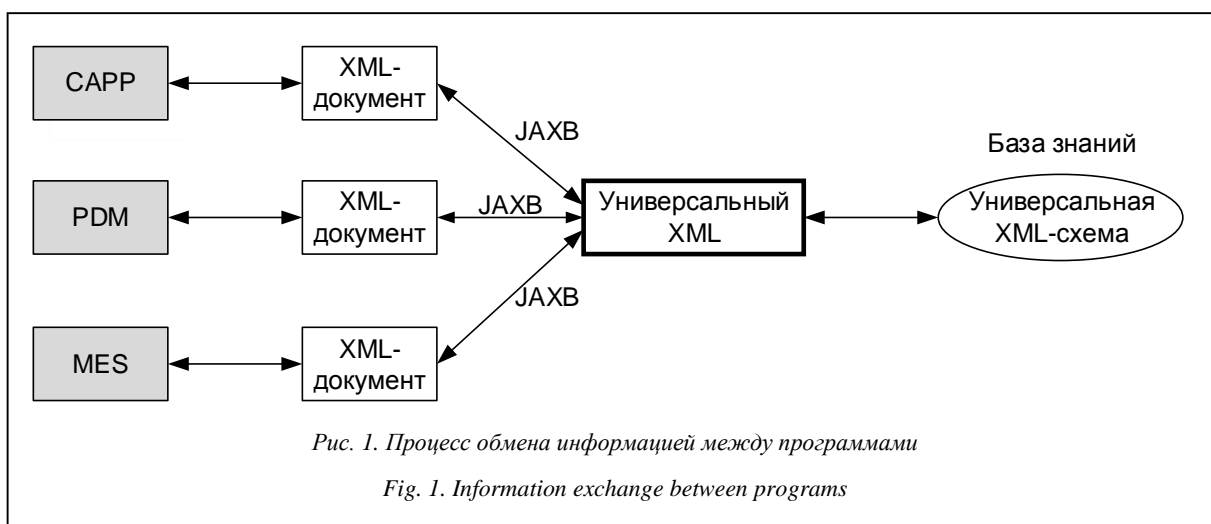 CAPP
XML-
документ
JAXB
PDM
XML-
документ
JAXB
Универсальный
XML
База знаний
Универсальная
XML-схема
JAXB
MES
XML-
документ
Рис. 1. Процесс обмена информацией между программами
Fig. 1. Information exchange between programs